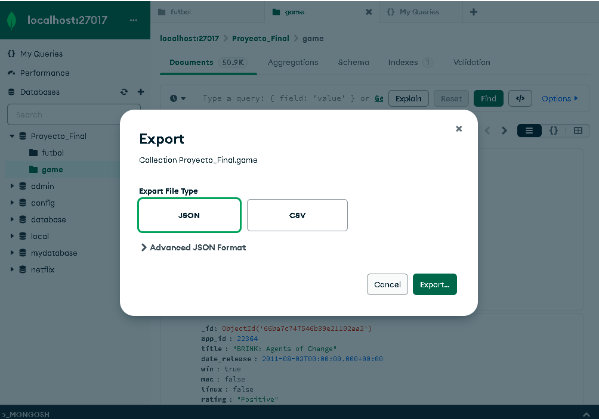 localhost:27017
...
My Queries
Performance
Databases
Search
Proyecto_Final
futbol
game
admin
config
database
local
mydatabase
netflix
futbol
game
My Queries
localhost:27017 > Proyecto_Final > game
Documents 50.9K Aggregations Schema Indexes 1 Validation
Type a query: { field: 'value' } or Ge
Explain Reset Find </> Options
Export
Collection Proyecto_Final.game
Export File Type
JSON CSV
Advanced JSON Format
Cancel Export...
app_id : 22364
title : "BRINK: Agents of Change"
date_release : 2011-08-03T00:00:00.000+00:00
win : true
mac : false
linux : false
rating : "Positive"
>_MONGOSH